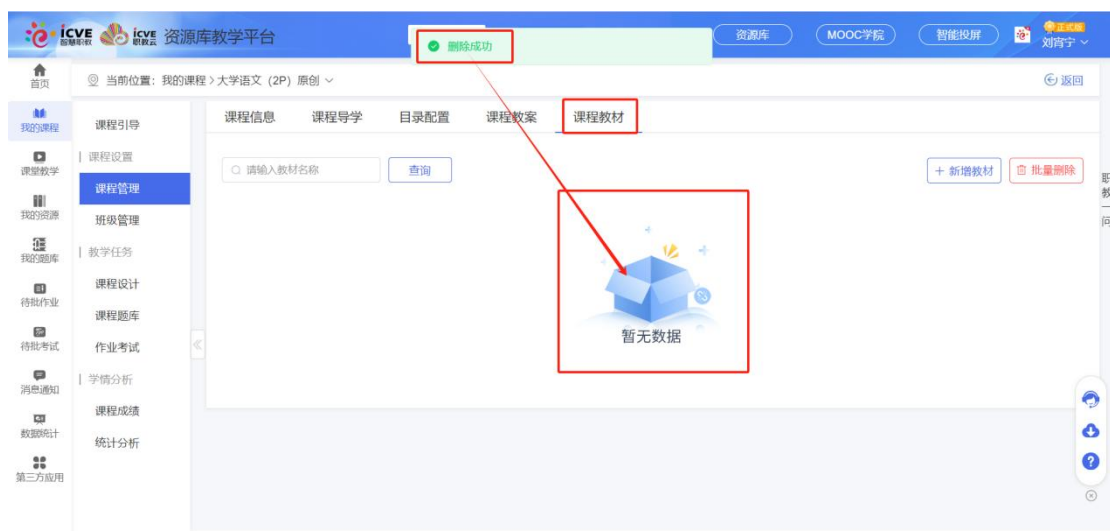 icve 智慧职教 icve 职教云 资源库教学平台
删除成功
资源库 MOOC学院 智能投屏 正式版
刘宵宁
首页
当前位置：我的课程 > 大学语文（2P）原创
返回
我的课程
课堂教学
我的资源
我的题库
待批作业
待批考试
消息通知
数据统计
第三方应用
课程引导
课程设置
课程管理
班级管理
教学任务
课程设计
课程题库
作业考试
学情分析
课程成绩
统计分析
课程信息 课程导学 目录配置 课程教案 课程教材
请输入教材名称 查询 + 新增教材 批量删除
暂无数据
职教一问